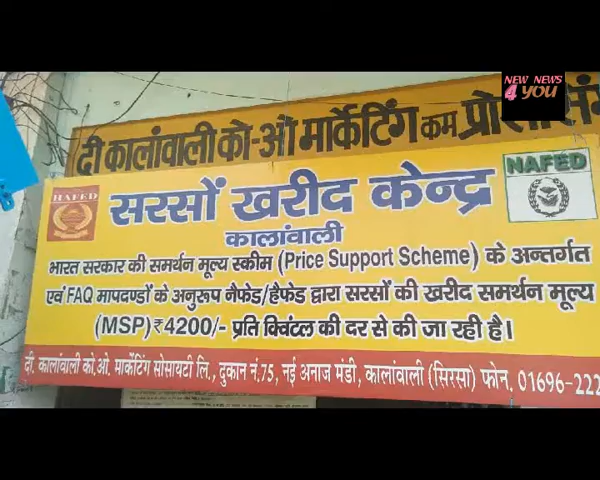 NEW NEWS
4 YOU
दी कालांवाली को-ओ मार्केटिंग कम
HAFED
सरसों खरीद केन्द्र
NAFED
कालांवाली
भारत सरकार की समर्थन मूल्य स्कीम (Price Support Scheme) के अन्तर्गत
एवं FAQ मापदण्डों के अनुरूप नैफेड/हैफेड द्वारा सरसों की खरीद समर्थन मूल्य
(MSP) ₹4200/- प्रति क्विंटल की दर से की जा रही है।
दी. कालांवाली को.ओ. मार्केटिंग सोसायटी लि., दुकान नं.75, नई अनाज मंडी, कालांवाली (सिरसा) फोन. 01696-222